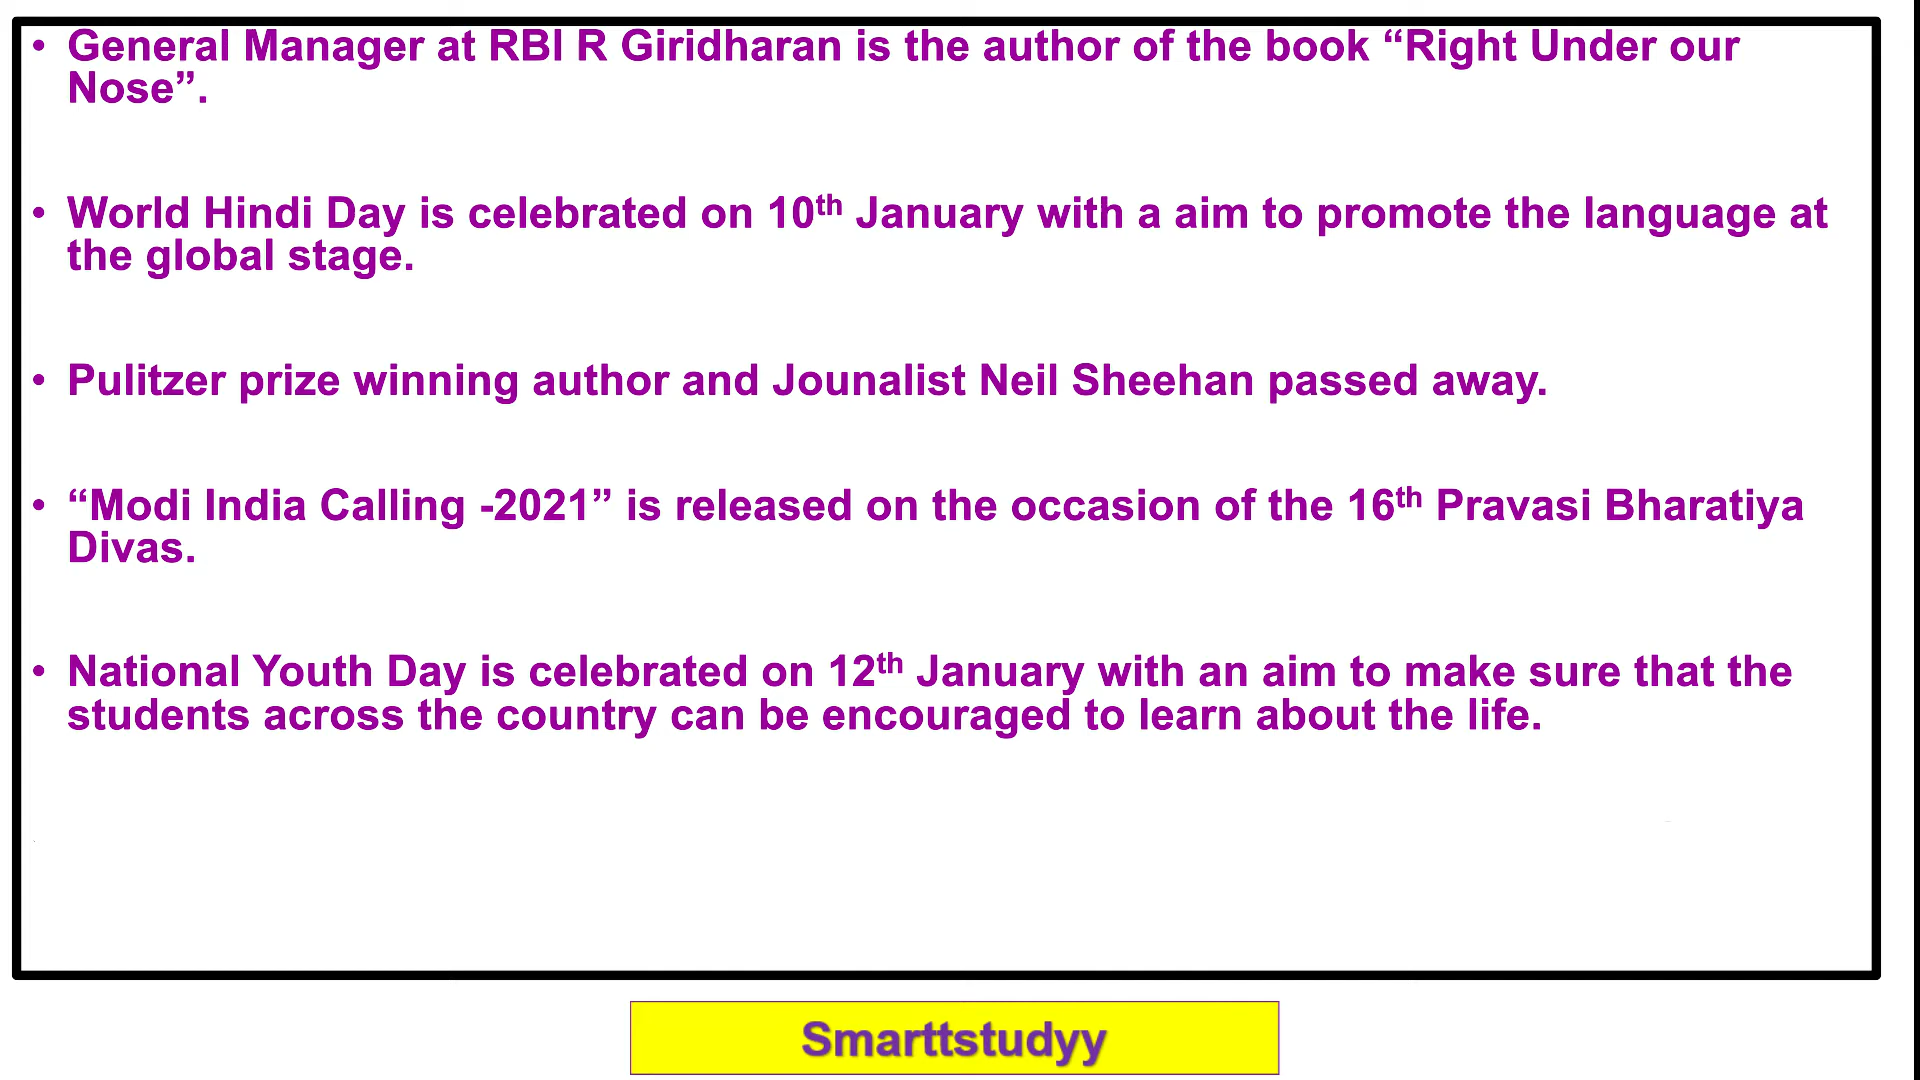 • General Manager at RBI R Giridharan is the author of the book “Right Under our
Nose”.
• World Hindi Day is celebrated on 10th January with a aim to promote the language at
the global stage.
• Pulitzer prize winning author and Jounalist Neil Sheehan passed away.
• “Modi India Calling -2021” is released on the occasion of the 16th Pravasi Bharatiya
Divas.
• National Youth Day is celebrated on 12th January with an aim to make sure that the
students across the country can be encouraged to learn about the life.
Smarttstudyy